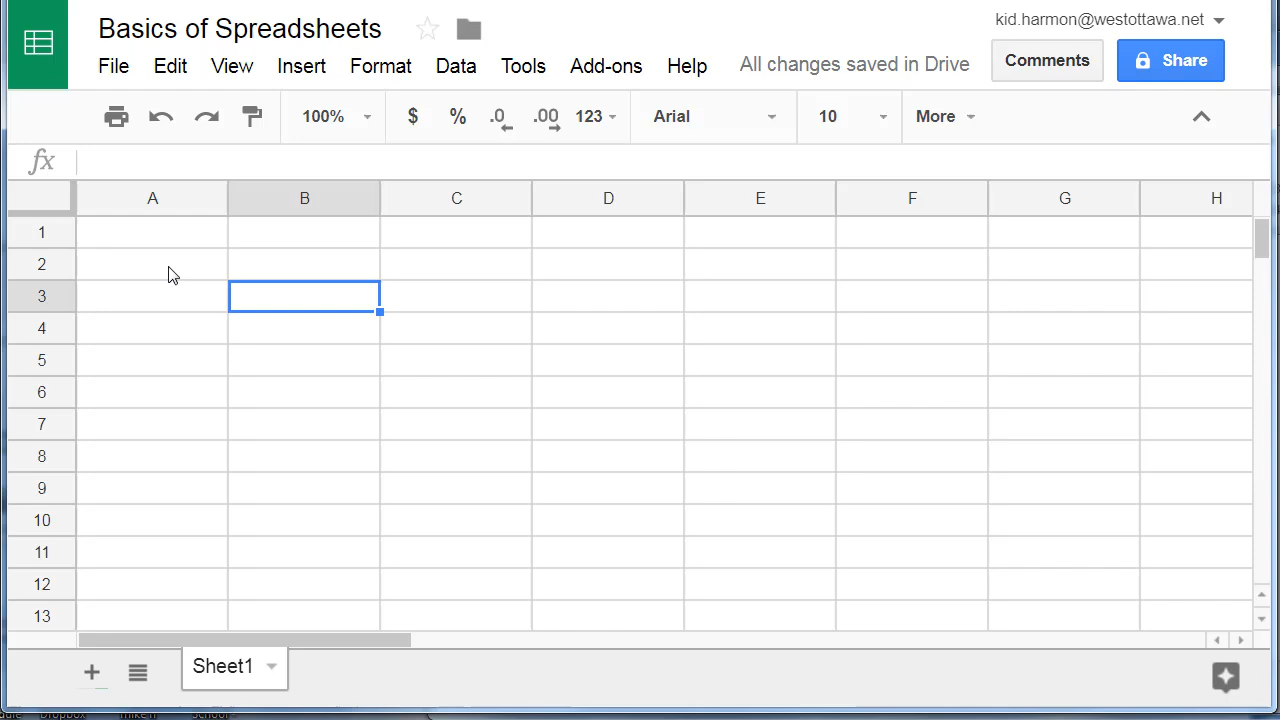 Basics of Spreadsheets
kid.harmon@westottawa.net
File Edit View Insert Format Data Tools Add-ons Help All changes saved in Drive
Comments Share
100% $ % .0 .00 123 Arial 10 More
fx
A B C D E F G H
1
2
3
4
5
6
7
8
9
10
11
12
13
+ Sheet1
Dropbox